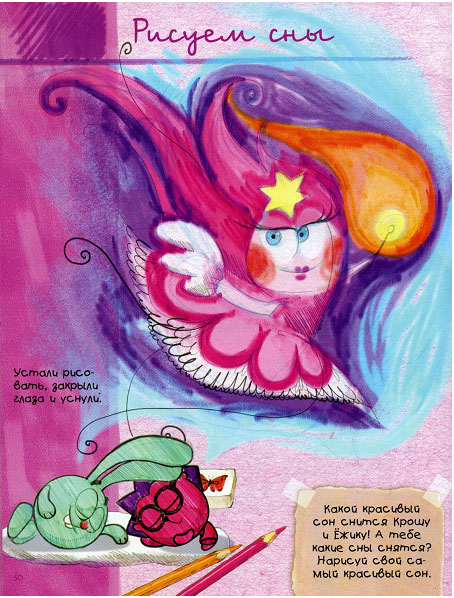 Рисуем сны
Устали рисо-
вать, закрыли
глаза и уснули.
Какой красивый
сон снится Крошу
и Ёжику! А тебе
какие сны снятся?
Нарисуй свой са-
мый красивый сон.
50